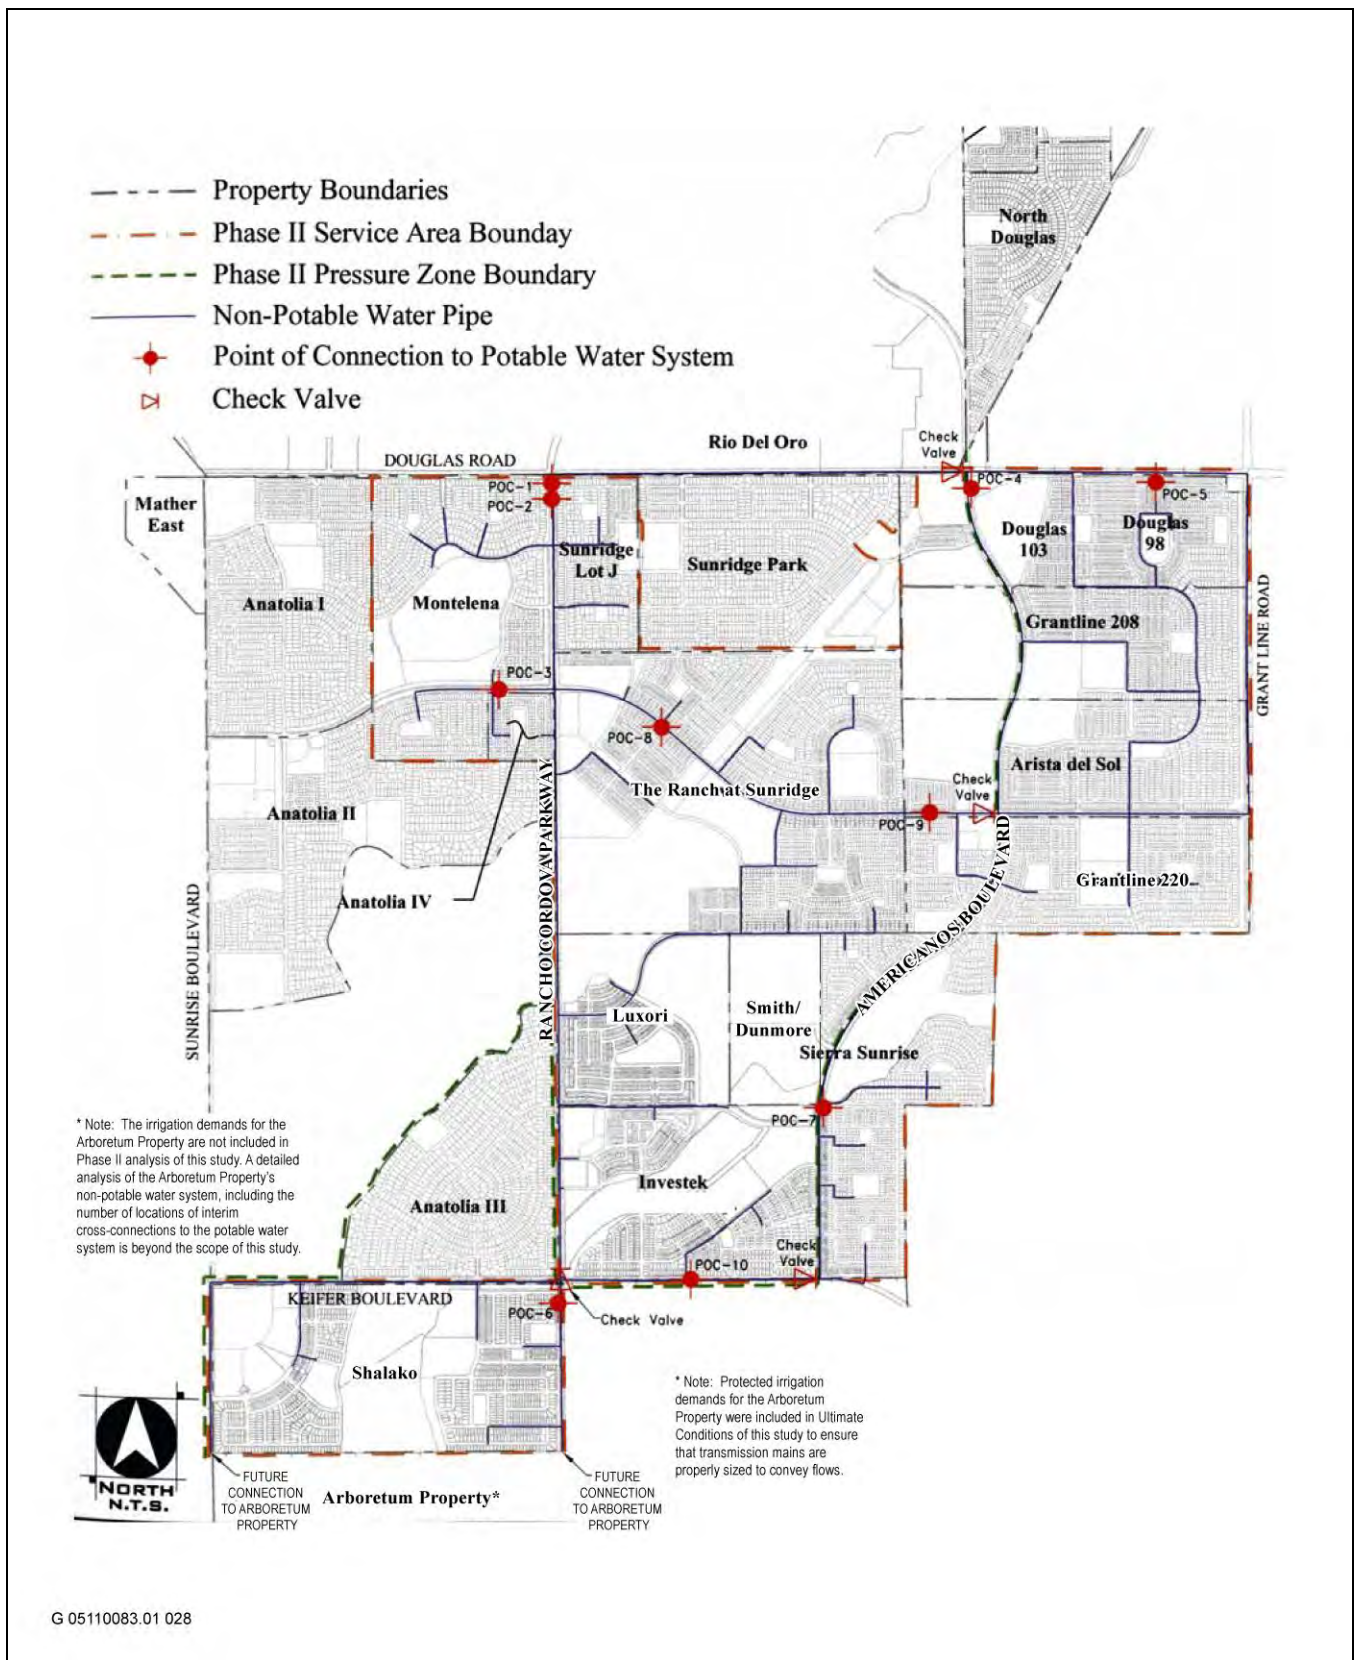 Property Boundaries
Phase II Service Area Bounday
Phase II Pressure Zone Boundary
Non-Potable Water Pipe
Point of Connection to Potable Water System
Check Valve
North
Douglas
Rio Del Oro
Check
Valve
DOUGLAS ROAD
POC-1
POC-2
POC-4
POC-5
Mather
East
Douglas
103
Douglas
98
Sunridge
Lot J
Sunridge Park
Anatolia I
Montelena
Grantline 208
GRANT LINE ROAD
POC-3
POC-8
Arista del Sol
Check
Valve
The Ranch at Sunridge
Anatolia II
POC-9
Grantline 220
Anatolia IV
RANCHO CORDOVA PARKWAY
AMERICANOS BOULEVARD
SUNRISE BOULEVARD
Luxori
Smith/
Dunmore
Sierra Sunrise
POC-7
* Note: The irrigation demands for the
Arboretum Property are not included in
Phase II analysis of this study. A detailed
analysis of the Arboretum Property's
non-potable water system, including the
number of locations of interim
cross-connections to the potable water
system is beyond the scope of this study.
Investek
Anatolia III
Check
Valve
POC-10
KEIFER BOULEVARD
POC-6
Check Valve
Shalako
* Note: Protected irrigation
demands for the Arboretum
Property were included in Ultimate
Conditions of this study to ensure
that transmission mains are
properly sized to convey flows.
NORTH
N.T.S.
FUTURE
CONNECTION
TO ARBORETUM
PROPERTY
Arboretum Property*
FUTURE
CONNECTION
TO ARBORETUM
PROPERTY
G 05110083.01 028